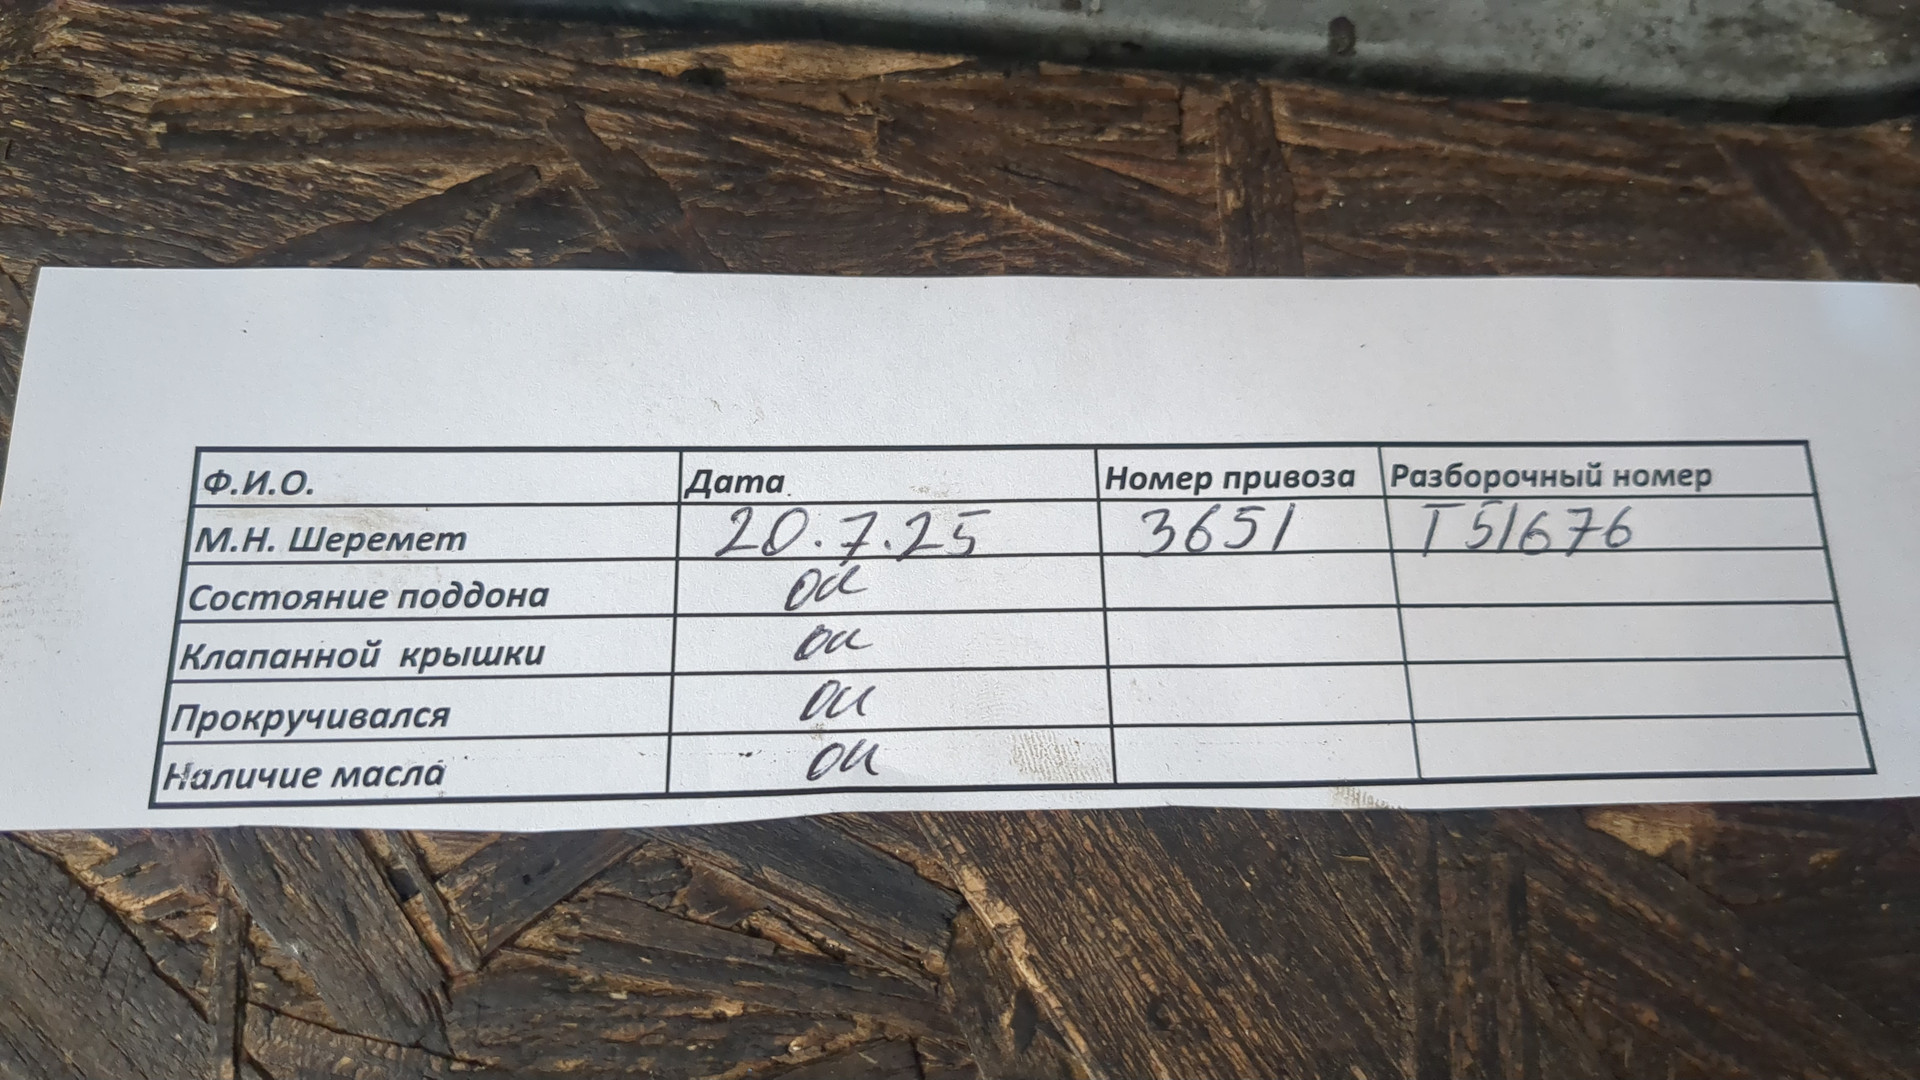 Ф.И.О. Дата Номер привоза Разборочный номер
М.Н. Шеремет 20.7.25 3651 Т51676
Состояние поддона ок
Клапанной крышки ок
Прокручивался ок
Наличие масла ок